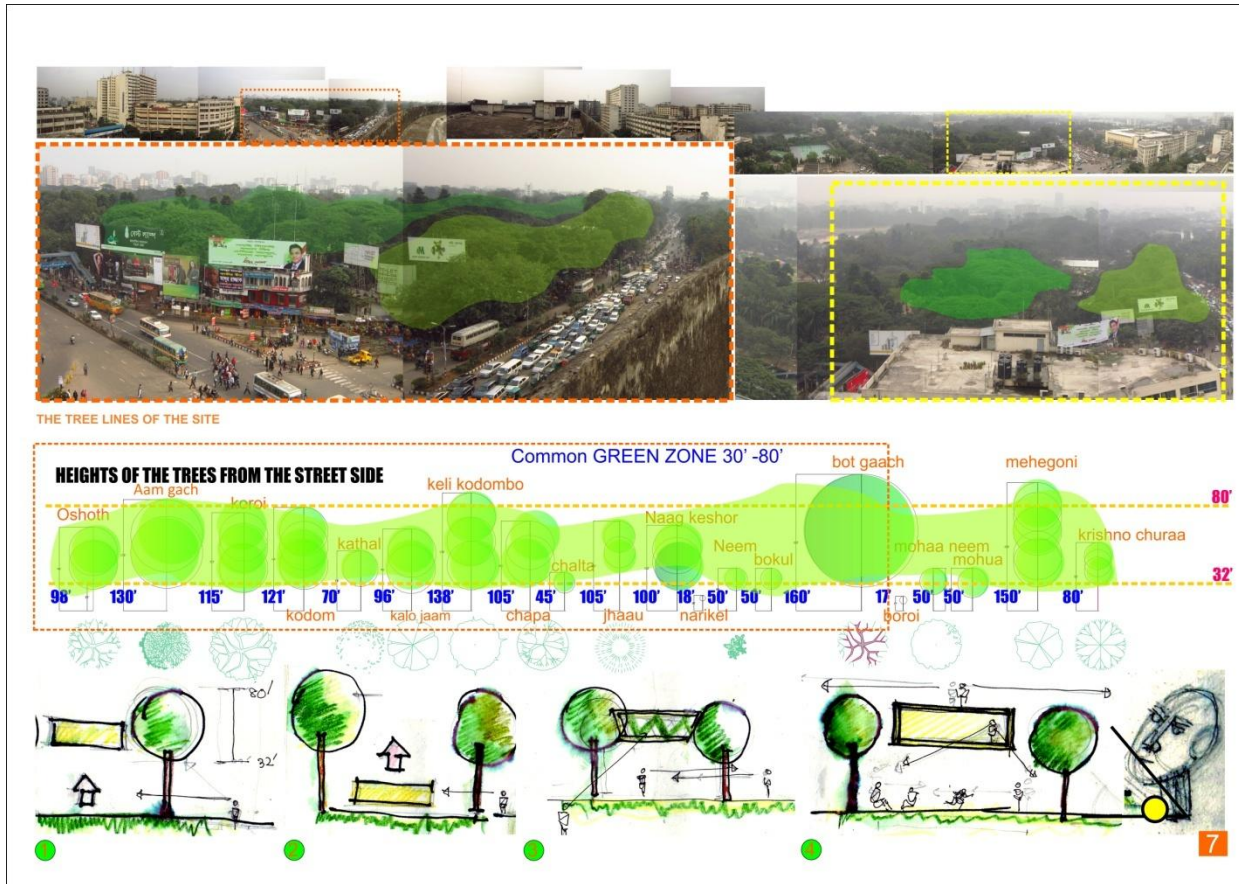 THE TREE LINES OF THE SITE
Common GREEN ZONE 30' -80'
HEIGHTS OF THE TREES FROM THE STREET SIDE
Oshoth
Aam gach
koroi
kodom
kathal
kalo jaam
keli kodombo
chapa
chalta
jhaau
Naag keshor
narikel
Neem
bokul
bot gaach
boroi
mohaa neem
mohua
mehegoni
krishno churaa
80'
32'
98' 130' 115' 121' 70' 96' 138' 105' 45' 105' 100' 18' 50' 50' 160' 17' 50' 50' 150' 80'
80'
32'
1
2
3
4
7